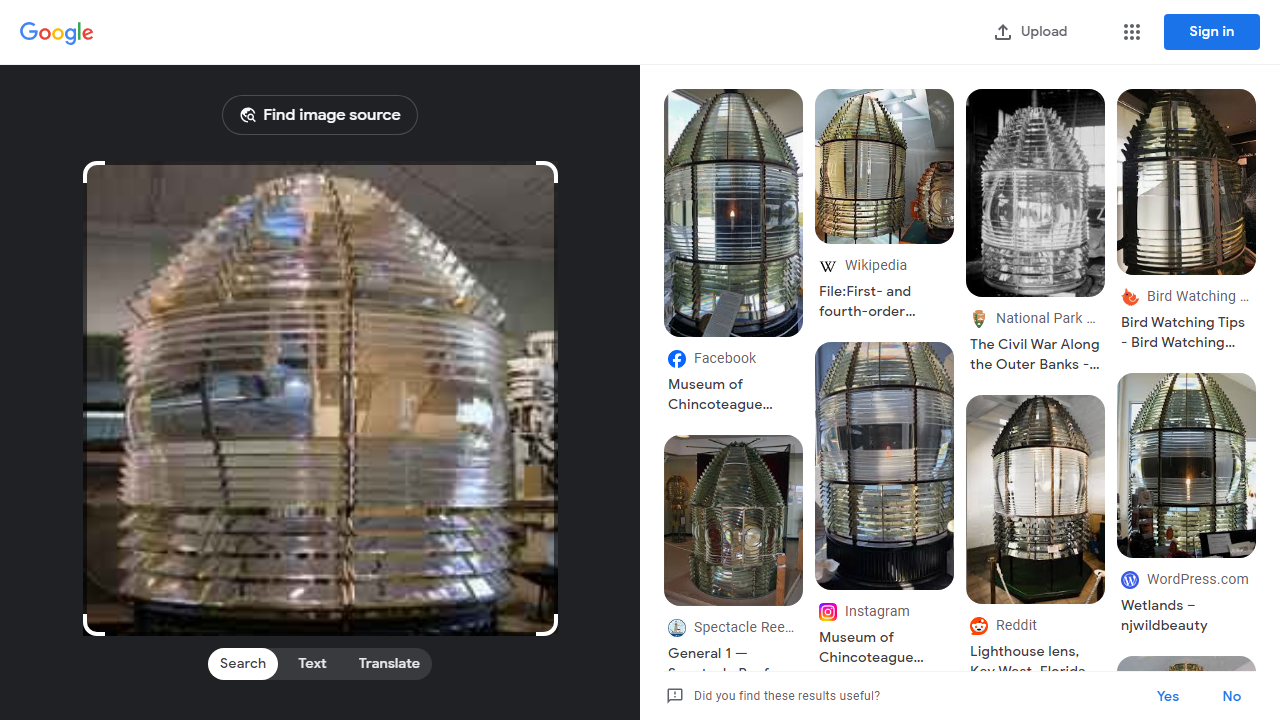 Google
Upload
Sign in
Find image source
Search
Text
Translate
Facebook
Museum of
Chincoteague...
Spectacle Ree...
General 1 —
Wikipedia
File:First- and
fourth-order...
Instagram
Museum of
Chincoteague...
National Park ...
The Civil War Along
the Outer Banks -...
Reddit
Lighthouse lens,
Key West, Florida
Bird Watching ...
Bird Watching Tips
- Bird Watching...
WordPress.com
Wetlands –
njwildbeauty
Did you find these results useful?
Yes
No